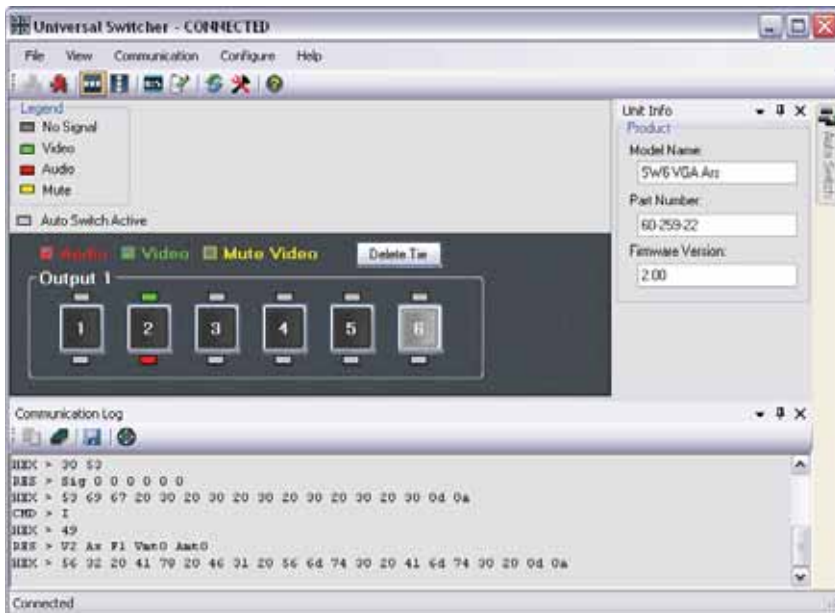 Universal Switcher - CONNECTED
File View Communication Configure Help
Legend
No Signal
Video
Audio
Mute
Auto Switch Active
Audio Video Mute Video Delete Tie
Output 1
1 2 3 4 5 6
Unit Info
Product
Model Name:
SW6 VGA Ars
Part Number:
60-259-22
Firmware Version:
2.00
Auto Switch
Communication Log
HEX > 30 53
RES > Sig 0 0 0 0 0 0
HEX > 53 69 67 20 30 20 30 20 30 20 30 20 30 20 30 0d 0a
CMD > I
HEX > 49
RES > V2 Ax F1 Vmt0 Amt0
HEX > 56 32 20 41 78 20 46 31 20 56 6d 74 30 20 41 6d 74 30 20 0d 0a
Connected